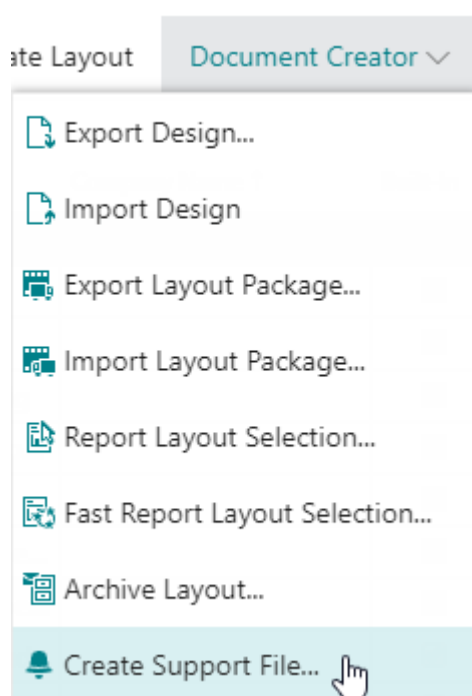 ate Layout Document Creator
Export Design...
Import Design
Export Layout Package...
Import Layout Package...
Report Layout Selection...
Fast Report Layout Selection...
Archive Layout...
Create Support File...